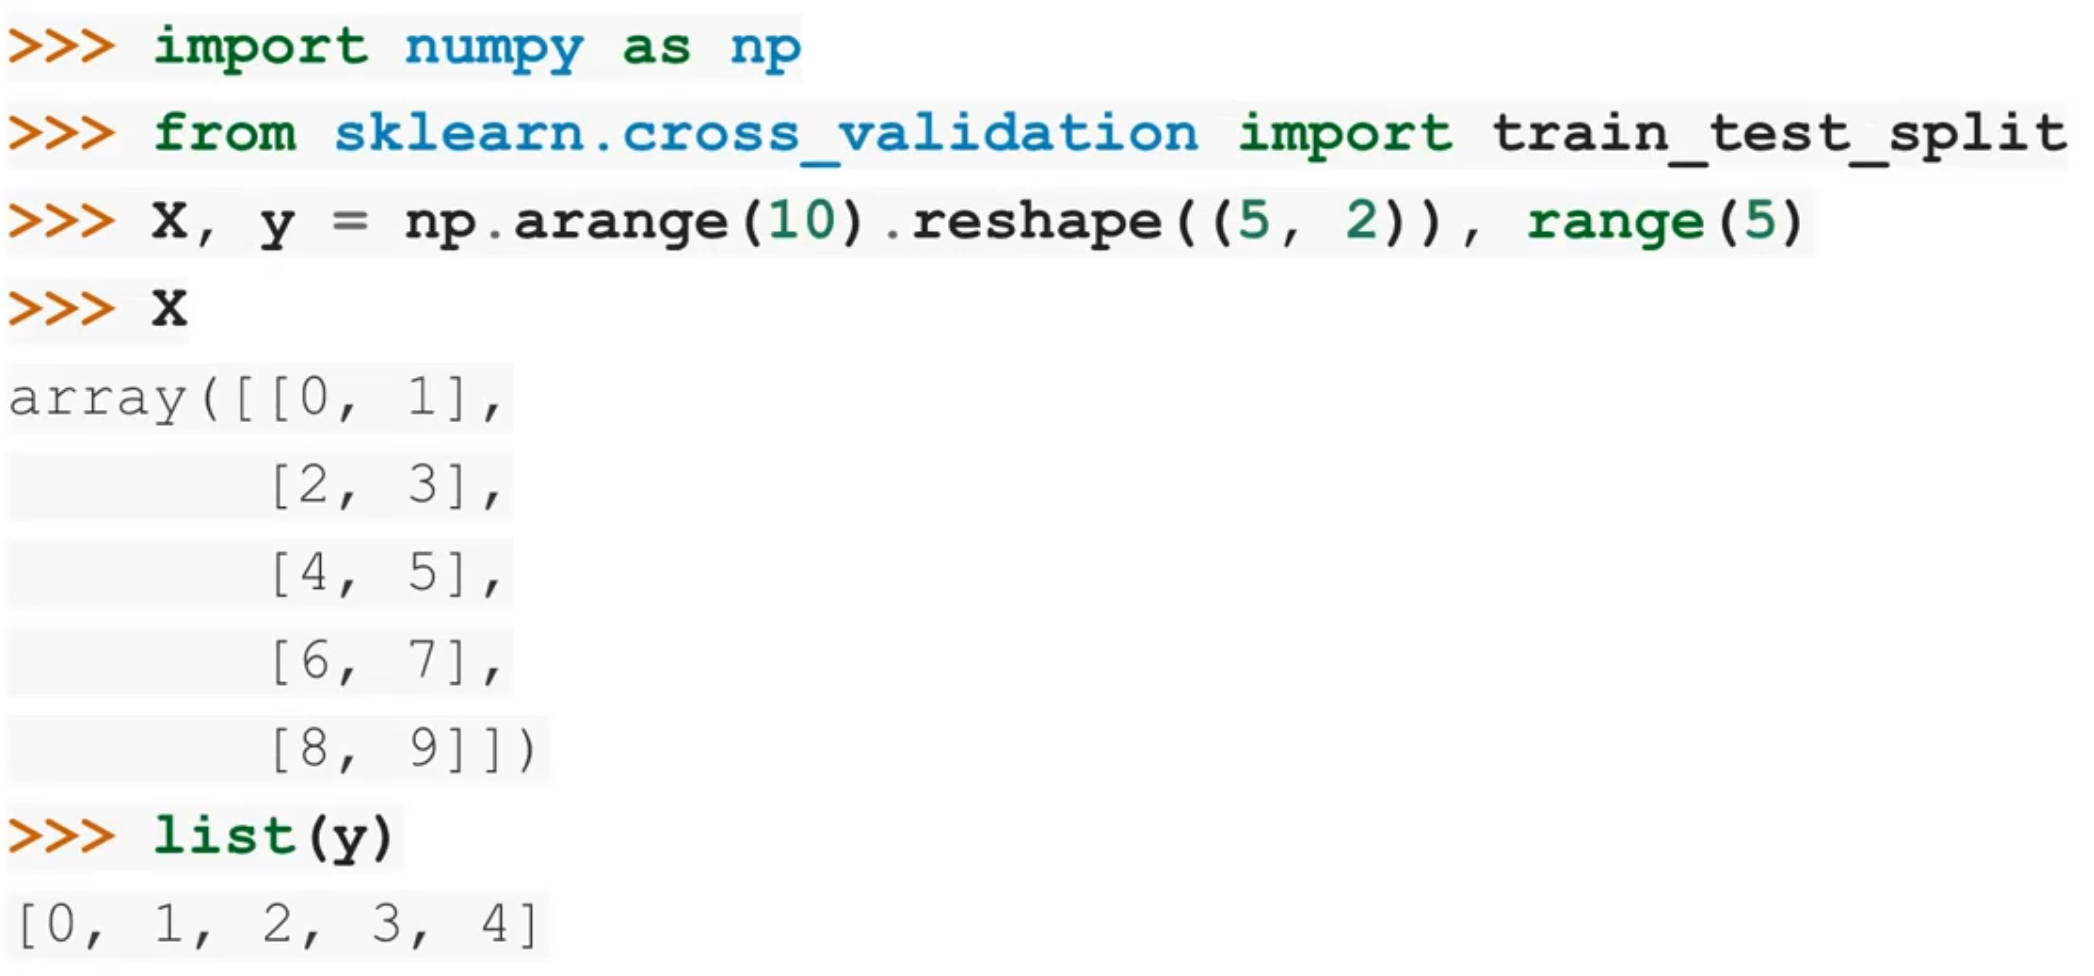 >>> import numpy as np
>>> from sklearn.cross_validation import train_test_split
>>> X, y = np.arange(10).reshape((5, 2)), range(5)
>>> X
array([[0, 1],
       [2, 3],
       [4, 5],
       [6, 7],
       [8, 9]])
>>> list(y)
[0, 1, 2, 3, 4]